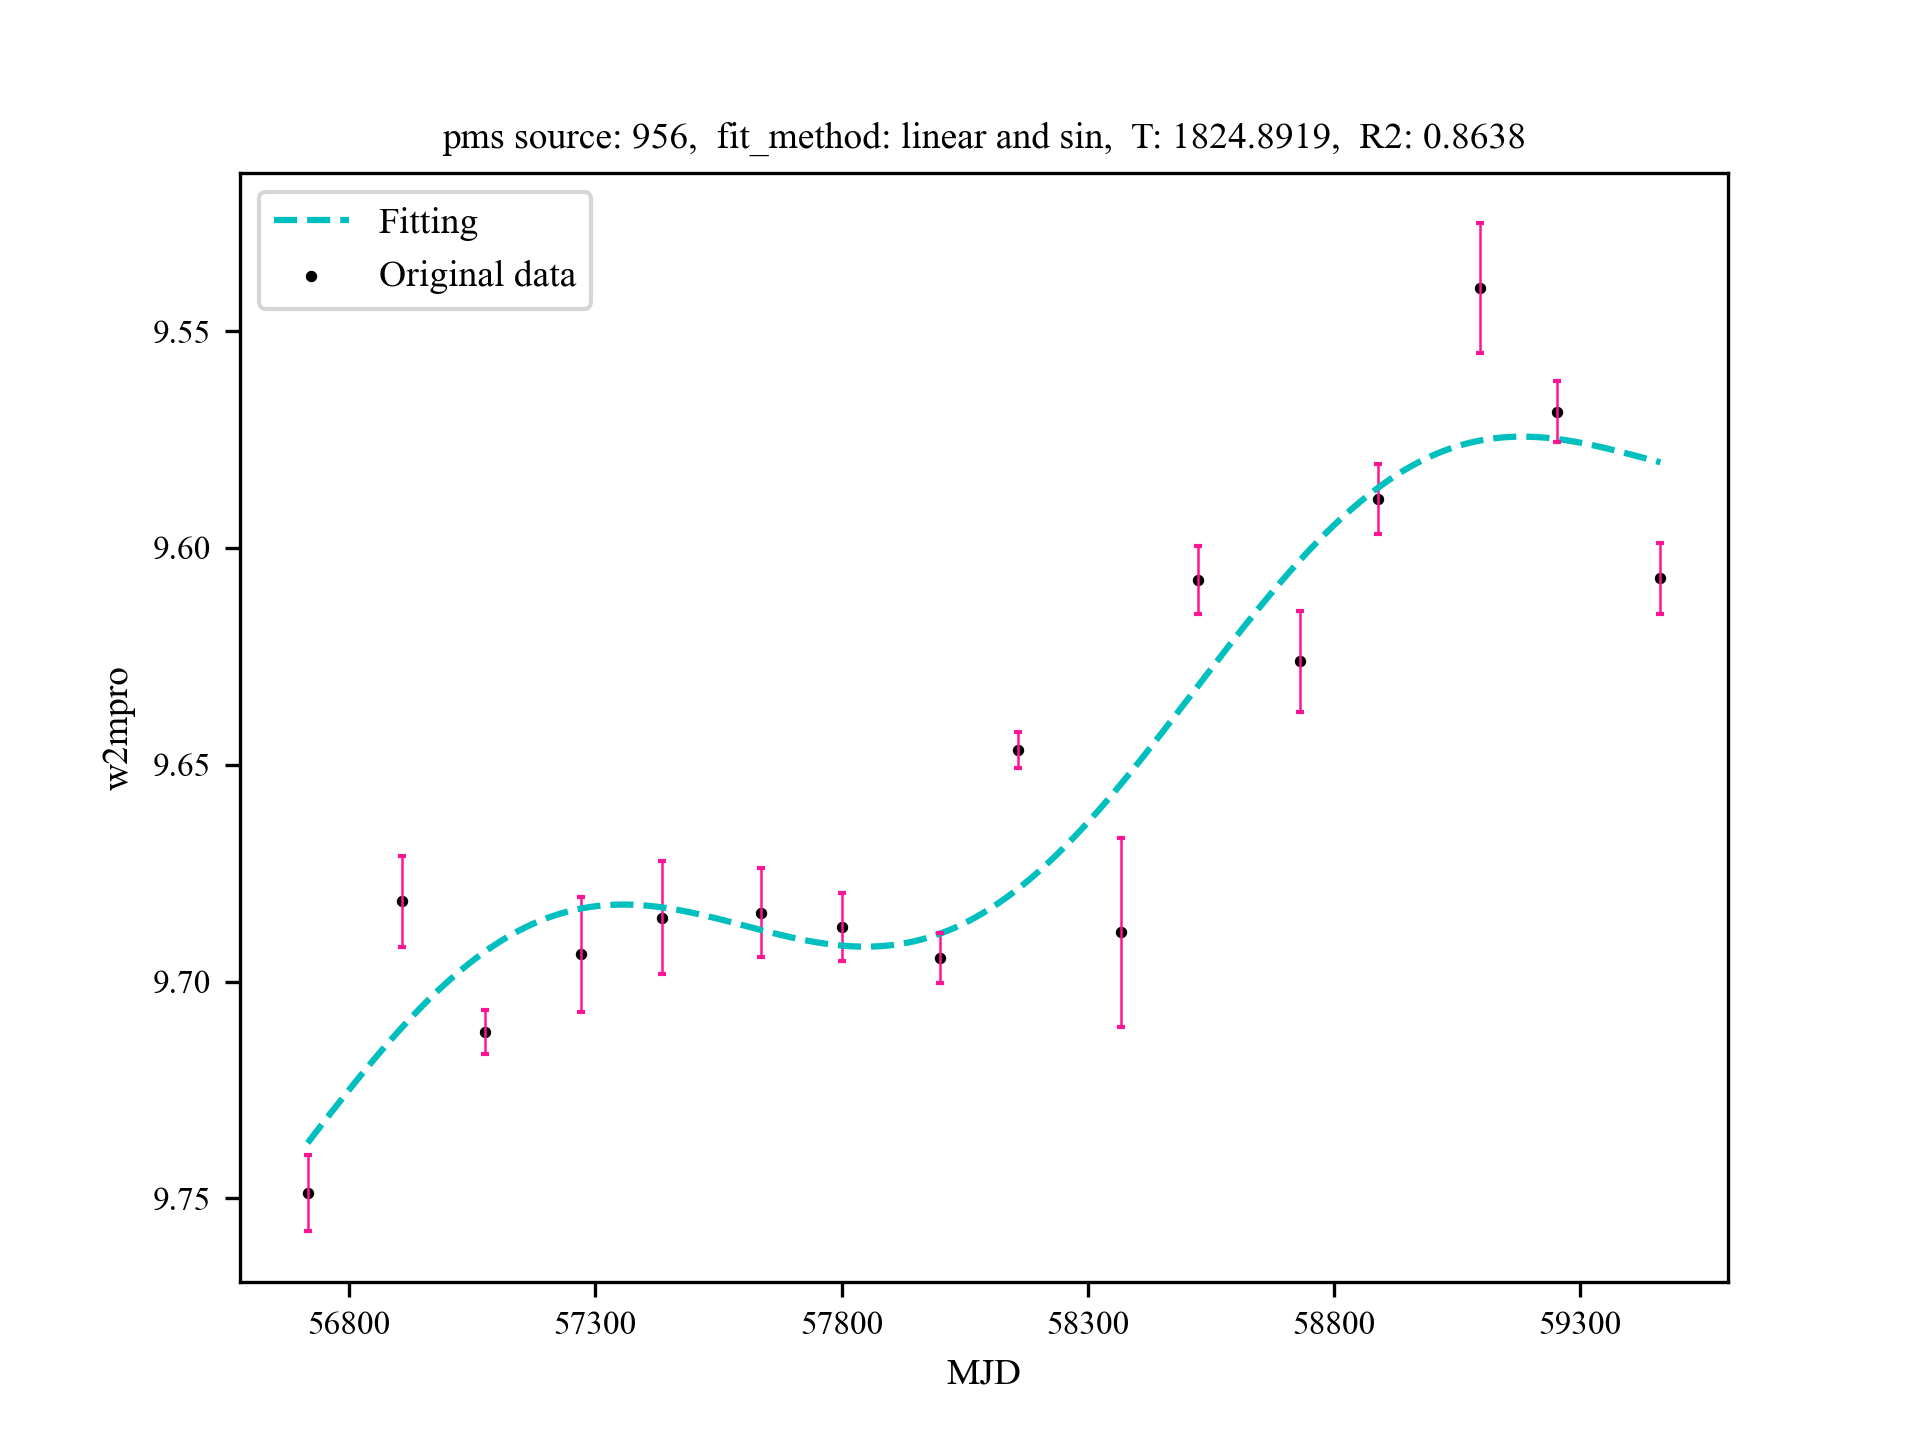 pms source: 956,  fit_method: linear and sin,  T: 1824.8919,  R2: 0.8638
Fitting
Original data
9.55
9.60
9.65
9.70
9.75
w2mpro
56800
57300
57800
58300
58800
59300
MJD